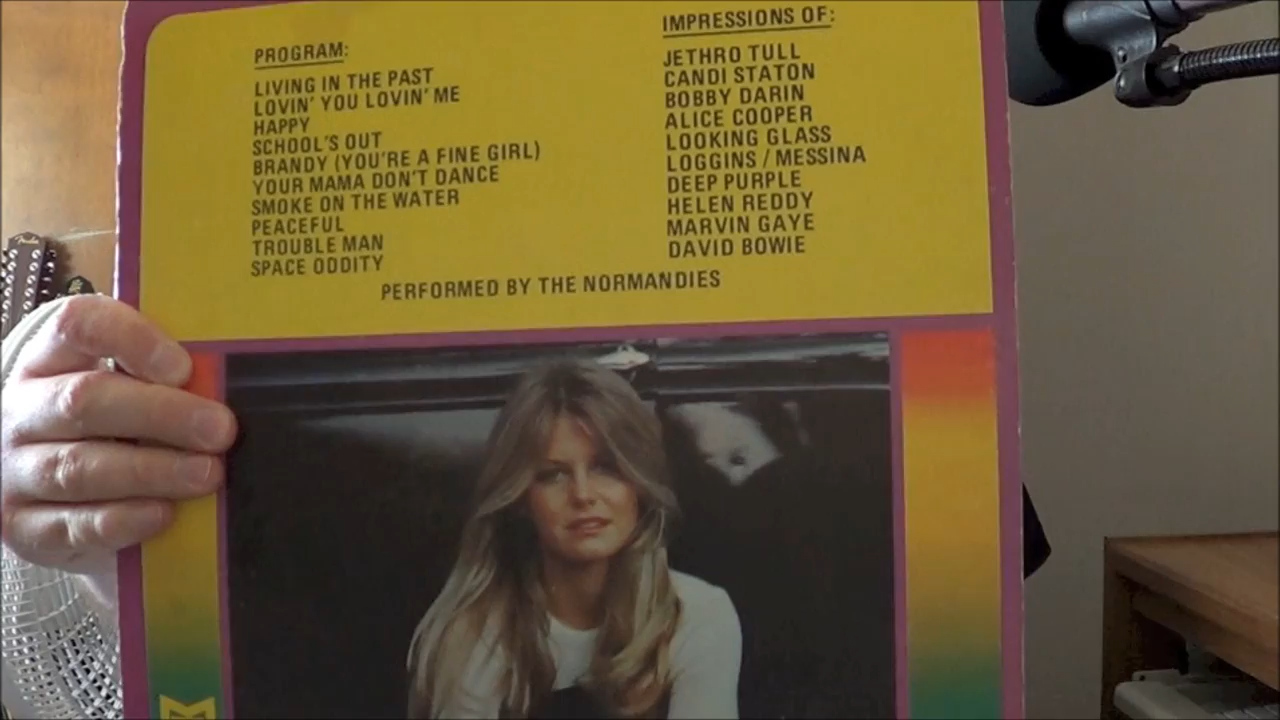 PROGRAM:
LIVING IN THE PAST
LOVIN' YOU LOVIN' ME
HAPPY
SCHOOL'S OUT
BRANDY (YOU'RE A FINE GIRL)
YOUR MAMA DON'T DANCE
SMOKE ON THE WATER
PEACEFUL
TROUBLE MAN
SPACE ODDITY
IMPRESSIONS OF:
JETHRO TULL
CANDI STATON
BOBBY DARIN
ALICE COOPER
LOOKING GLASS
LOGGINS / MESSINA
DEEP PURPLE
HELEN REDDY
MARVIN GAYE
DAVID BOWIE
PERFORMED BY THE NORMANDIES
Fender